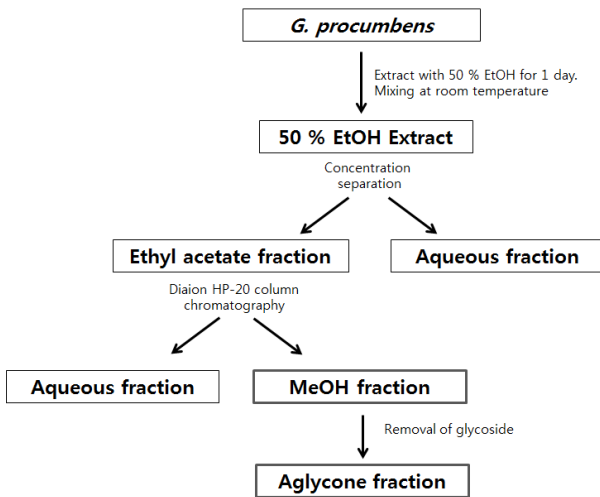 G. procumbens
Extract with 50 % EtOH for 1 day.
Mixing at room temperature
50 % EtOH Extract
Concentration
separation
Ethyl acetate fraction
Aqueous fraction
Diaion HP-20 column
chromatography
Aqueous fraction
MeOH fraction
Removal of glycoside
Aglycone fraction